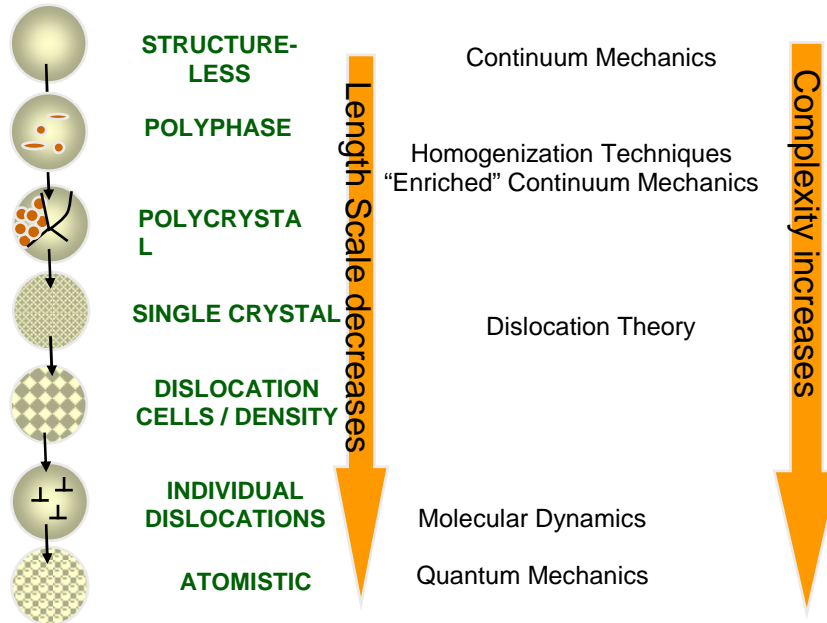 STRUCTURE-
LESS
Continuum Mechanics
POLYPHASE
Homogenization Techniques
“Enriched” Continuum Mechanics
POLYCRYSTA
L
SINGLE CRYSTAL
Dislocation Theory
DISLOCATION
CELLS / DENSITY
INDIVIDUAL
DISLOCATIONS
Molecular Dynamics
ATOMISTIC
Quantum Mechanics
Length Scale decreases
Complexity increases